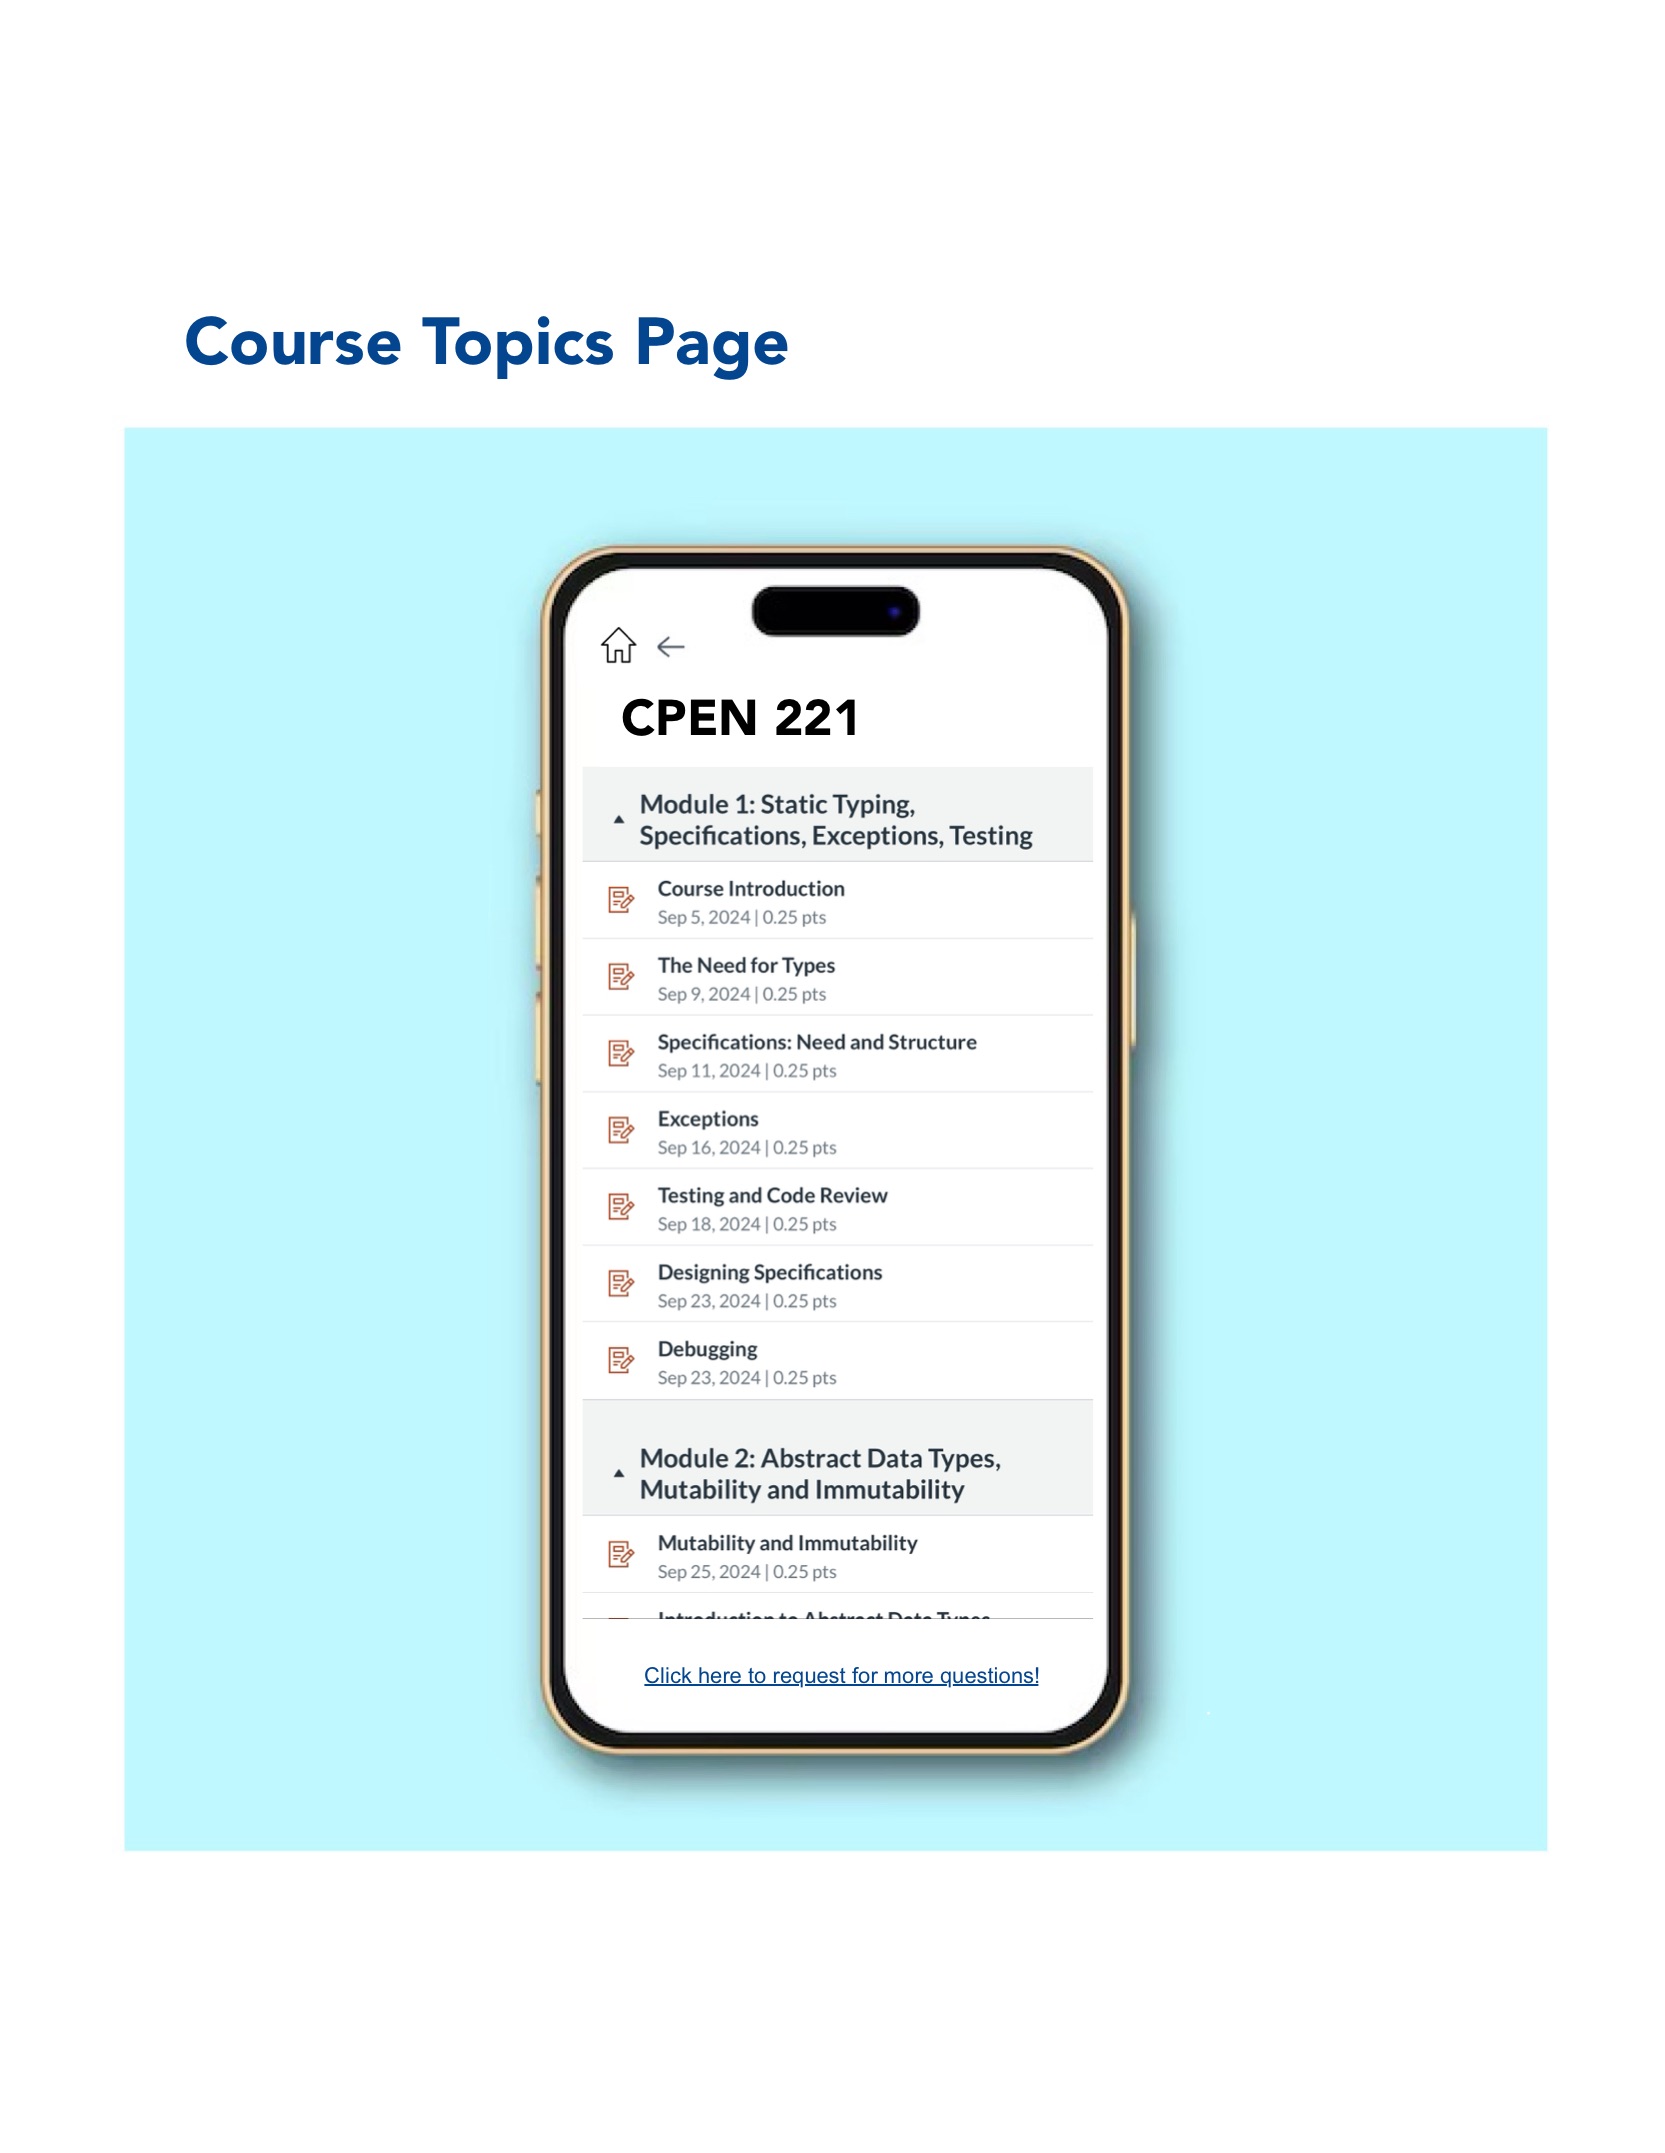 Course Topics Page
CPEN 221
Module 1: Static Typing,
Specifications, Exceptions, Testing
Course Introduction
Sep 5, 2024 | 0.25 pts
The Need for Types
Sep 9, 2024 | 0.25 pts
Specifications: Need and Structure
Sep 11, 2024 | 0.25 pts
Exceptions
Sep 16, 2024 | 0.25 pts
Testing and Code Review
Sep 18, 2024 | 0.25 pts
Designing Specifications
Sep 23, 2024 | 0.25 pts
Debugging
Sep 23, 2024 | 0.25 pts
Module 2: Abstract Data Types,
Mutability and Immutability
Mutability and Immutability
Sep 25, 2024 | 0.25 pts
Introduction to Abstract Data Types
Click here to request for more questions!